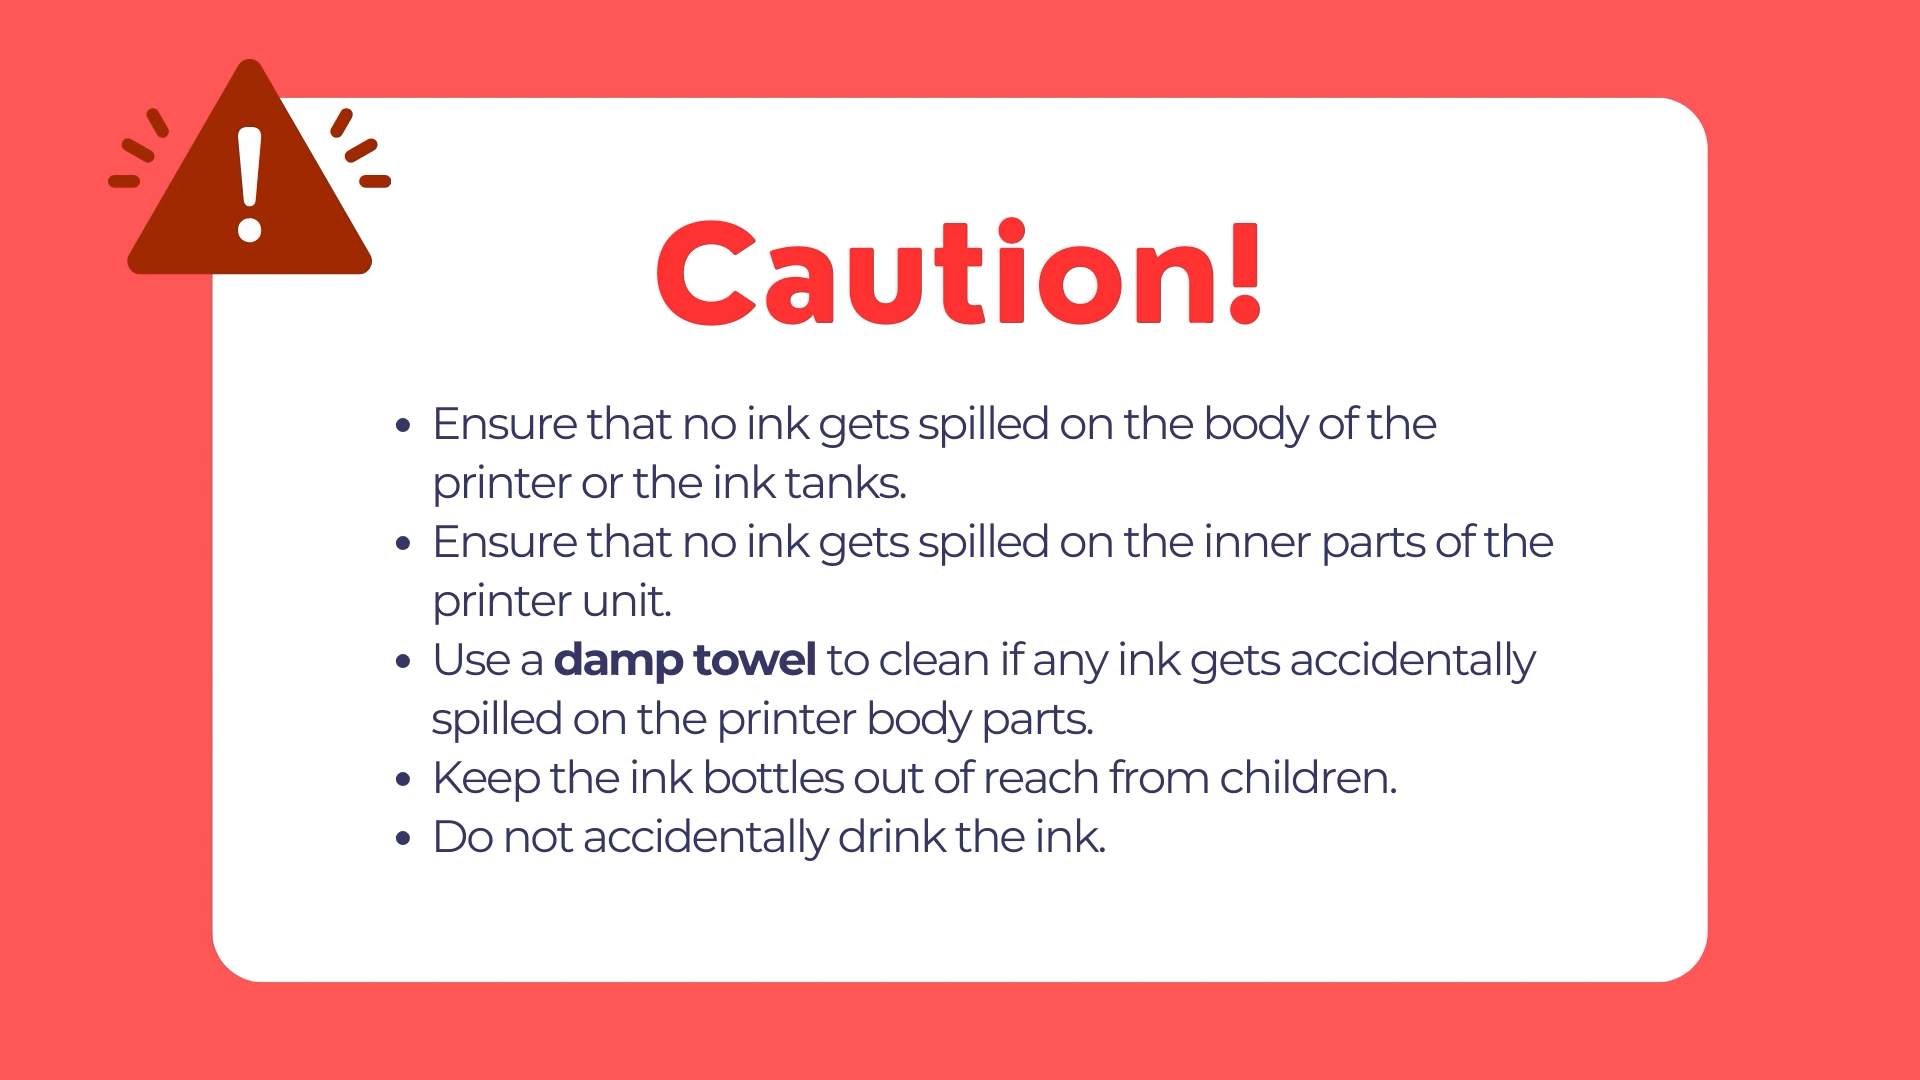 Caution!
• Ensure that no ink gets spilled on the body of the
printer or the ink tanks.
• Ensure that no ink gets spilled on the inner parts of the
printer unit.
• Use a damp towel to clean if any ink gets accidentally
spilled on the printer body parts.
• Keep the ink bottles out of reach from children.
• Do not accidentally drink the ink.